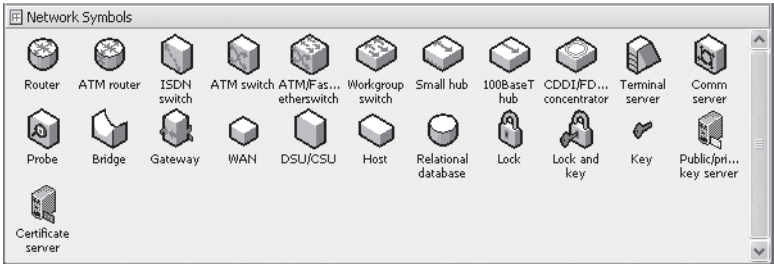 Network Symbols
Router ATM router ISDN switch ATM switch ATM/Fas... etherswitch Workgroup switch Small hub 100BaseT hub CDDI/FD... concentrator Terminal server Comm server
Probe Bridge Gateway WAN DSU/CSU Host Relational database Lock Lock and key Key Public/pri... key server
Certificate server